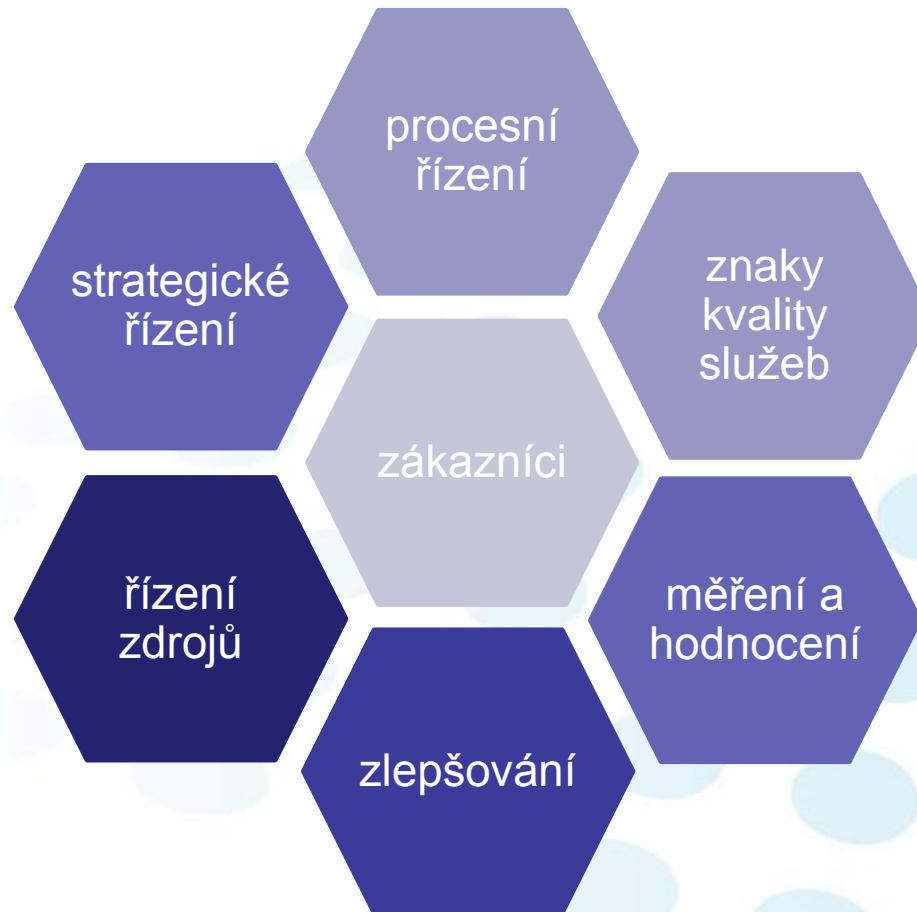 procesní
řízení
strategické
řízení
znaky
kvality
služeb
zákazníci
řízení
zdrojů
měření a
hodnocení
zlepšování